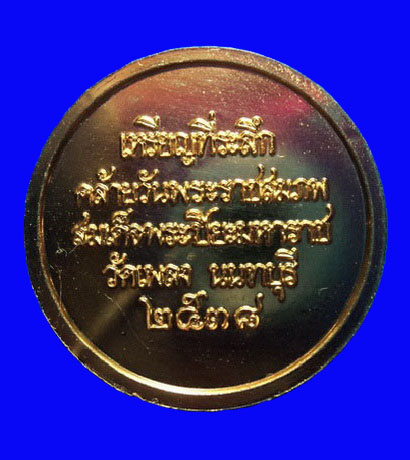 เหรียญที่ระลึก
คล้ายวันพระราชสมภพ
สมเด็จพระปิยะมหาราช
วัดเพลง นนทบุรี
๒๕๓๘